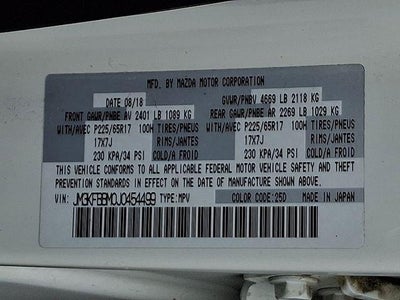 MFD. BY MAZDA MOTOR CORPORATION
DATE 08/18 GVWR/PNBV 4669 LB 2118 KG
FRONT GAWR/PNBE AV 2401 LB 1089 KG REAR GAWR/PNBE AR 2269 LB 1029 KG
WITH/AVEC P225/65R17 100H TIRES/PNEUS WITH/AVEC P225/65R17 100H TIRES/PNEUS
17X7J RIMS/JANTES 17X7J RIMS/JANTES
230 KPA/34 PSI COLD/A FROID 230 KPA/34 PSI COLD/A FROID
THIS VEHICLE CONFORMS TO ALL APPLICABLE FEDERAL MOTOR VEHICLE SAFETY AND THEFT
PREVENTION STANDARDS IN EFFECT ON THE DATE OF MANUFACTURE SHOWN ABOVE.
VIN: JM3KFBBM0J0454499 TYPE: MPV COLOR CODE: 25D MADE IN JAPAN